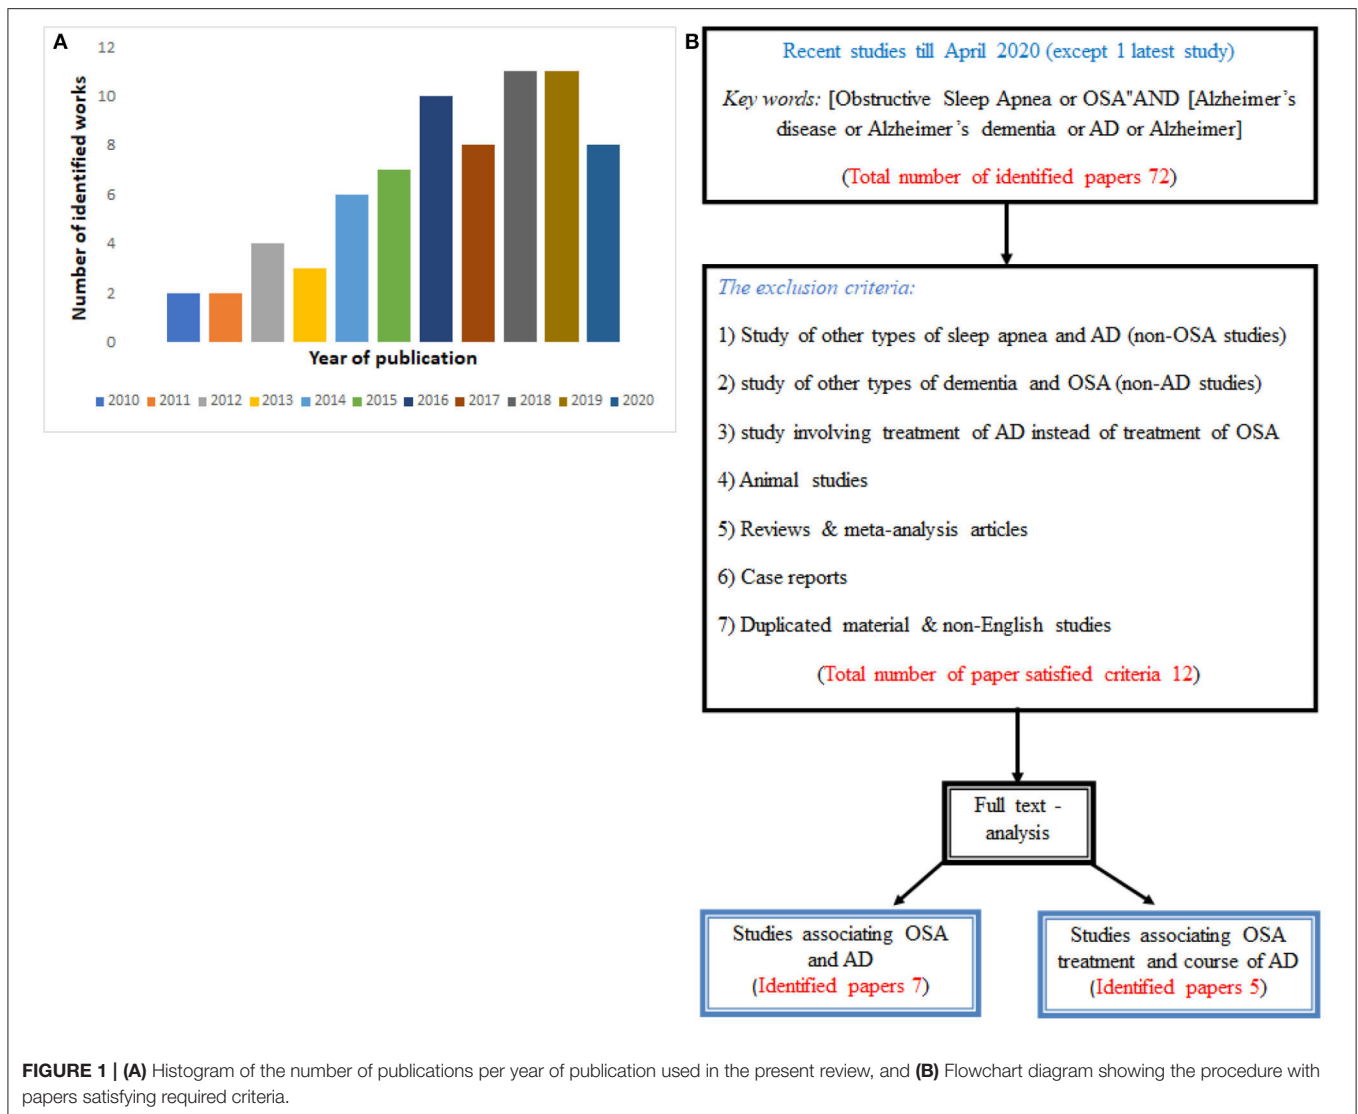 A
12
10
8
6
4
2
0
Number of identified works
Year of publication
2010 2011 2012 2013 2014 2015 2016 2017 2018 2019 2020
B
Recent studies till April 2020 (except 1 latest study)
Key words: [Obstructive Sleep Apnea or OSA"AND [Alzheimer's
disease or Alzheimer's dementia or AD or Alzheimer]
(Total number of identified papers 72)
The exclusion criteria:
1) Study of other types of sleep apnea and AD (non-OSA studies)
2) study of other types of dementia and OSA (non-AD studies)
3) study involving treatment of AD instead of treatment of OSA
4) Animal studies
5) Reviews & meta-analysis articles
6) Case reports
7) Duplicated material & non-English studies
(Total number of paper satisfied criteria 12)
Full text -
analysis
Studies associating OSA
and AD
(Identified papers 7)
Studies associating OSA
treatment and course of AD
(Identified papers 5)
FIGURE 1 | (A) Histogram of the number of publications per year of publication used in the present review, and (B) Flowchart diagram showing the procedure with
papers satisfying required criteria.